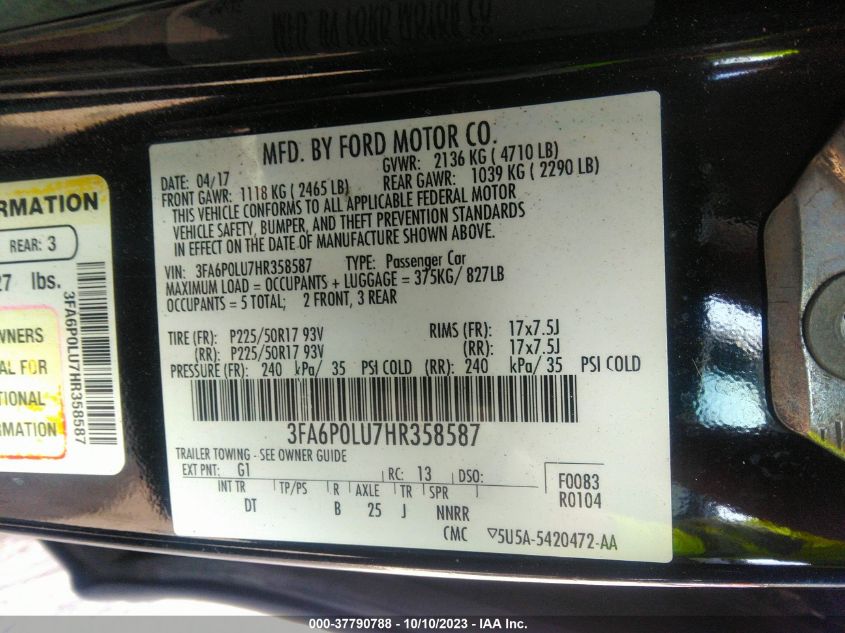 MFD. BY FORD MOTOR CO.
DATE: 04/17 GVWR: 2136 KG ( 4710 LB)
FRONT GAWR: 1118 KG ( 2465 LB) REAR GAWR: 1039 KG ( 2290 LB)
THIS VEHICLE CONFORMS TO ALL APPLICABLE FEDERAL MOTOR
VEHICLE SAFETY, BUMPER, AND THEFT PREVENTION STANDARDS
IN EFFECT ON THE DATE OF MANUFACTURE SHOWN ABOVE.
VIN: 3FA6P0LU7HR358587 TYPE: Passenger Car
MAXIMUM LOAD = OCCUPANTS + LUGGAGE = 375KG/ 827LB
OCCUPANTS = 5 TOTAL; 2 FRONT, 3 REAR
TIRE (FR): P225/50R17 93V RIMS (FR): 17x7.5J
(RR): P225/50R17 93V (RR): 17x7.5J
PRESSURE (FR): 240 kPa/ 35 PSI COLD (RR): 240 kPa/ 35 PSI COLD
3FA6P0LU7HR358587
TRAILER TOWING - SEE OWNER GUIDE
EXT PNT: G1 RC: 13 DSO:
INT TR TP/PS R AXLE TR SPR
DT B 25 J NNRR
F0083
R0104
CMC ▽5U5A-5420472-AA
RMATION
REAR: 3
27 lbs.
WNERS
AL FOR
TIONAL
RMATION
3FA6P0LU7HR358587
000-37790788 - 10/10/2023 - IAA Inc.